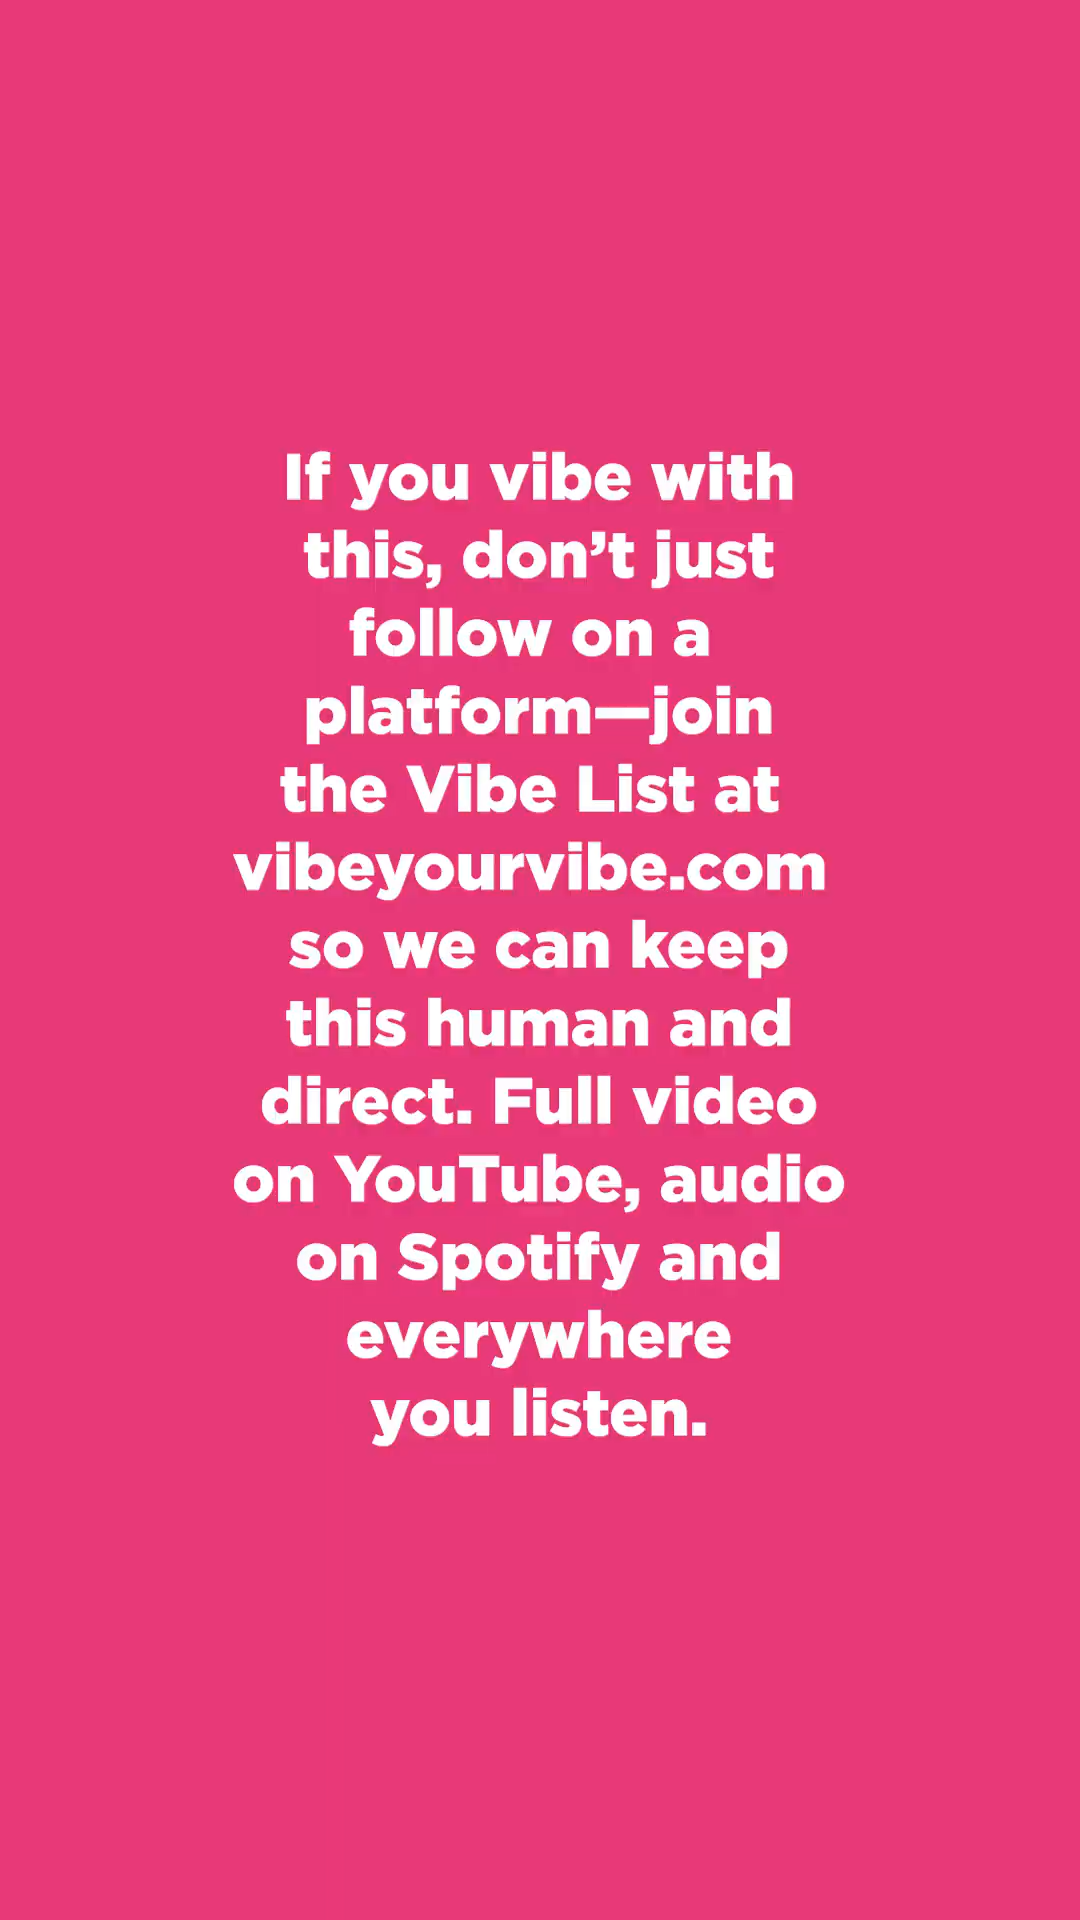 If you vibe with
this, don’t just
follow on a
platform—join
the Vibe List at
vibeyourvibe.com
so we can keep
this human and
direct. Full video
on YouTube, audio
on Spotify and
everywhere
you listen.